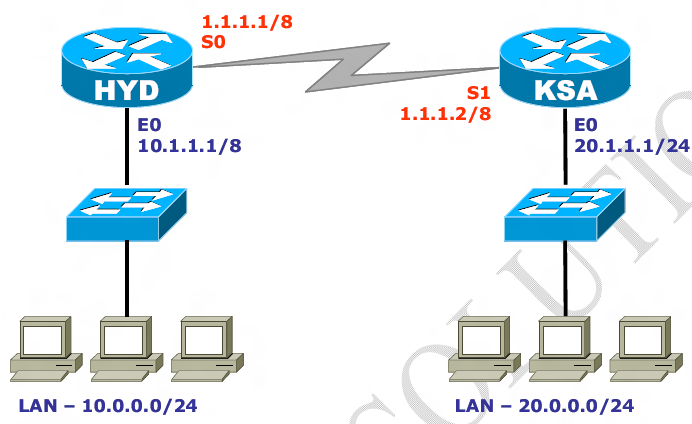 1.1.1.1/8
S0
HYD
KSA
S1
1.1.1.2/8
E0
10.1.1.1/8
E0
20.1.1.1/24
LAN – 10.0.0.0/24
LAN – 20.0.0.0/24
SOLUTIO